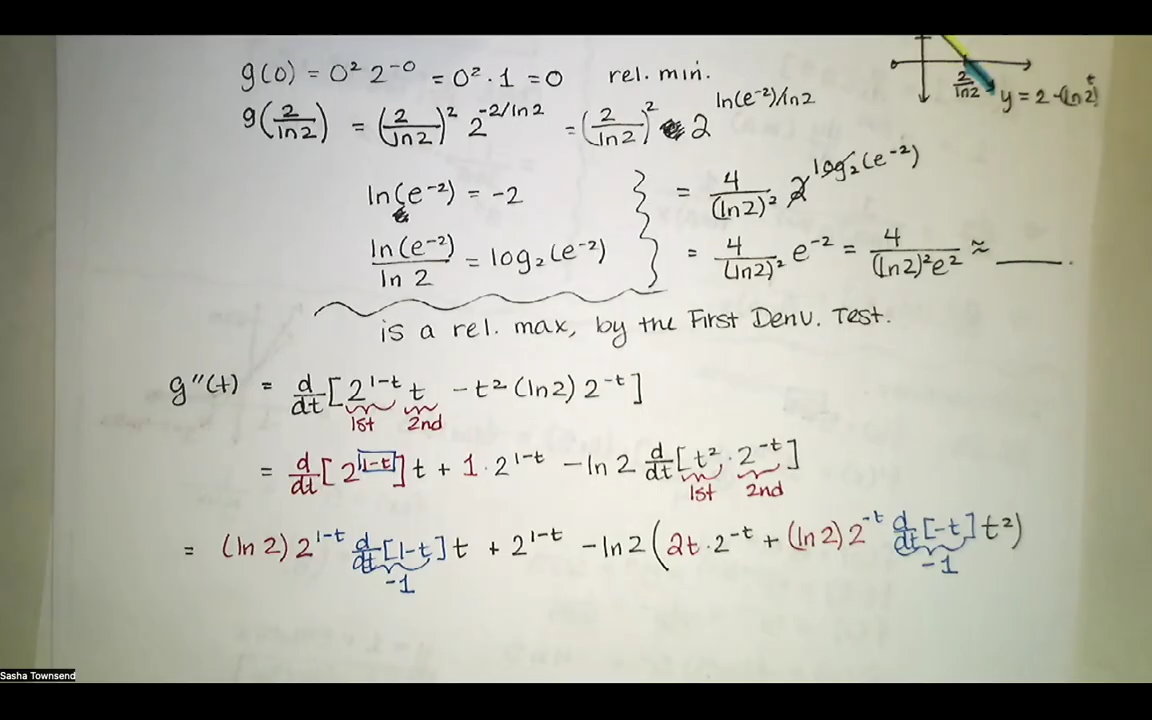 g(0) = 0² 2⁻⁰ = 0² · 1 = 0 rel. min.
2/ln2 t
y = 2 - (ln2)
g(2/ln2) = (2/ln2)² 2^(-2/ln2) = (2/ln2)² 2^(ln(e⁻²)/ln2)
ln(e⁻²) = -2
= 4/(ln2)² 2^(log₂(e⁻²))
ln(e⁻²)/ln 2 = log₂(e⁻²)
= 4/(ln2)² e⁻² = 4/((ln2)²e²) ≈ ____.
is a rel. max, by the First Deriv. Test.
g″(t) = d/dt [2^(1-t) t - t² (ln2) 2^(-t)]
1st 2nd
= d/dt [2^(1-t)] t + 1 · 2^(1-t) - ln 2 d/dt [t² · 2^(-t)]
1st 2nd
= (ln 2) 2^(1-t) d/dt [1-t] t + 2^(1-t) - ln 2 (2t · 2^(-t) + (ln 2) 2^(-t) d/dt [-t] t²)
-1 -1
Sasha Townsend